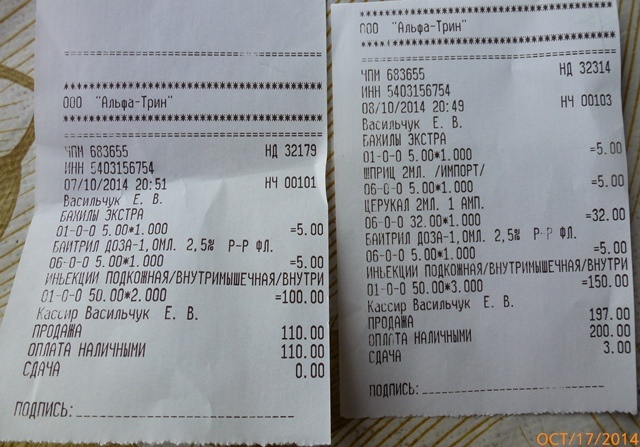 ==============================
******************************
ООО "Альфа-Трин"
******************************
==============================
ЧПМ 683655 НД 32179
ИНН 5403156754
07/10/2014 20:51 НЧ 00101
Васильчук Е. В.
БАХИЛЫ ЭКСТРА
01-0-0 5.00*1.000 =5.00
БАЙТРИЛ ДОЗА-1,0МЛ. 2,5% Р-Р ФЛ.
06-0-0 5.00*1.000 =5.00
ИНЬЕКЦИИ ПОДКОЖНАЯ/ВНУТРИМЫШЕЧНАЯ/ВНУТРИ
01-0-0 50.00*2.000 =100.00
Кассир Васильчук Е. В.
ПРОДАЖА 110.00
ОПЛАТА НАЛИЧНЫМИ 110.00
СДАЧА 0.00
ПОДПИСЬ:______________________
******************************
ООО "Альфа-Трин"
******************************
==============================
ЧПМ 683655 НД 32314
ИНН 5403156754
08/10/2014 20:49 НЧ 00103
Васильчук Е. В.
БАХИЛЫ ЭКСТРА
01-0-0 5.00*1.000 =5.00
ШПРИЦ 2МЛ. /ИМПОРТ/
06-0-0 5.00*1.000 =5.00
ЦЕРУКАЛ 2МЛ. 1 АМП.
06-0-0 32.00*1.000 =32.00
БАЙТРИЛ ДОЗА-1,0МЛ. 2,5% Р-Р ФЛ.
06-0-0 5.00*1.000 =5.00
ИНЬЕКЦИИ ПОДКОЖНАЯ/ВНУТРИМЫШЕЧНАЯ/ВНУТРИ
01-0-0 50.00*3.000 =150.00
Кассир Васильчук Е. В.
ПРОДАЖА 197.00
ОПЛАТА НАЛИЧНЫМИ 200.00
СДАЧА 3.00
ПОДПИСЬ:______________________
OCT/17/2014